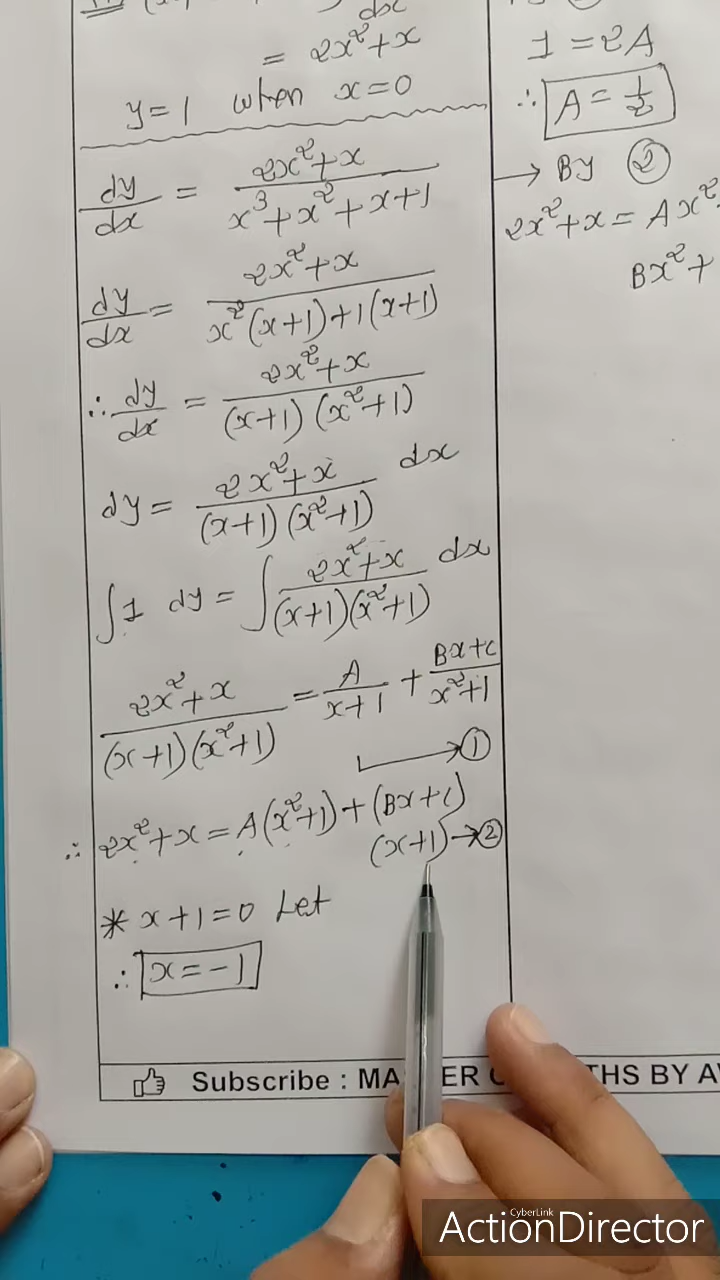 dx
= 2x²+x
y=1 when x=0
dy/dx = (2x²+x)/(x³+x²+x+1)
dy/dx = (2x²+x)/(x²(x+1)+1(x+1))
∴ dy/dx = (2x²+x)/((x+1)(x²+1))
dy = (2x²+x)/((x+1)(x²+1)) dx
∫1 dy = ∫(2x²+x)/((x+1)(x²+1)) dx
(2x²+x)/((x+1)(x²+1)) = A/(x+1) + (Bx+C)/(x²+1)
→ ①
∴ 2x²+x = A(x²+1)+(Bx+C)
(x+1) → ②
* x+1=0 Let
∴ x=-1
1 = 2A
∴ A = 1/2
→ By ②
2x²+x = Ax²
Bx²+
Subscribe : MA ER THS BY
CyberLink
ActionDirector